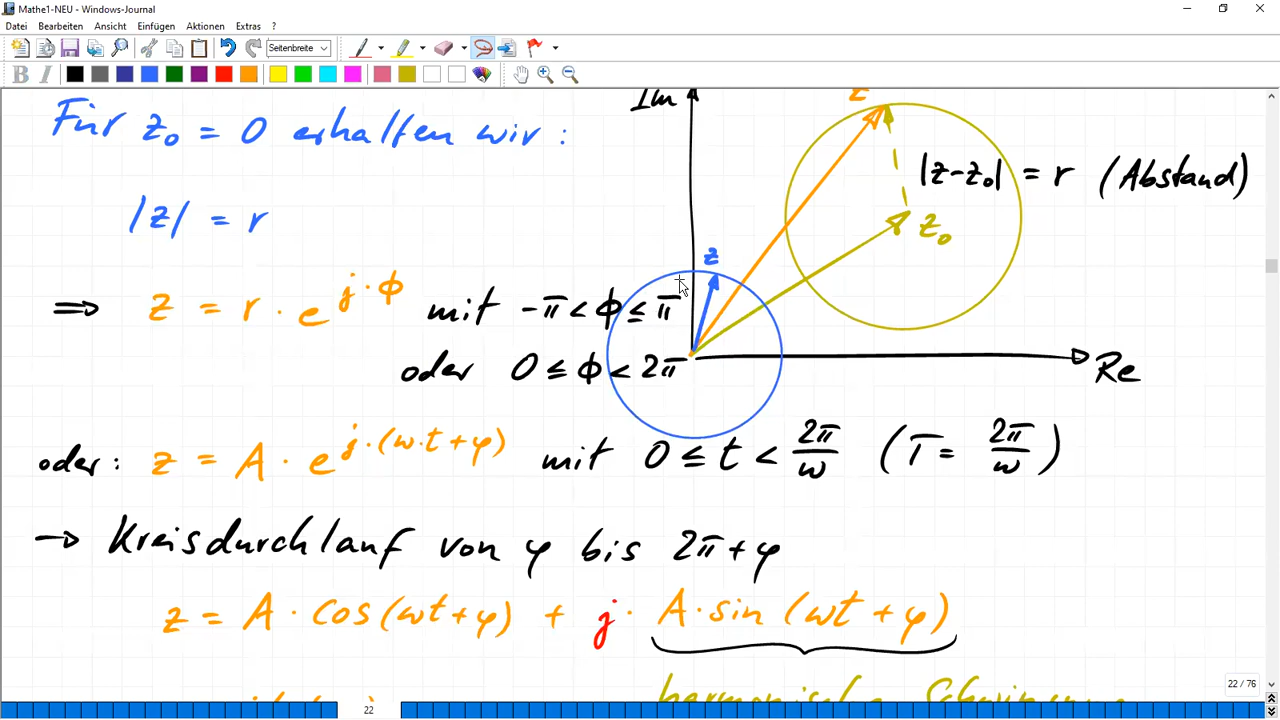 Mathe1-NEU - Windows-Journal
Datei Bearbeiten Ansicht Einfügen Aktionen Extras ?
Seitenbreite
B I
Für z₀ = 0 erhalten wir :
|z| = r
⇒ z = r · e^(j·ϕ) mit -π < ϕ ≤ π
oder 0 ≤ ϕ < 2π
Im
z
|z-z₀| = r (Abstand)
z₀
z
Re
oder: z = A · e^(j·(ω·t+φ)) mit 0 ≤ t < 2π/ω (T = 2π/ω)
→ Kreisdurchlauf von φ bis 2π+φ
z = A · cos(ωt+φ) + j · A·sin(ωt+φ)
harmonische Schwingung
22
22 / 76